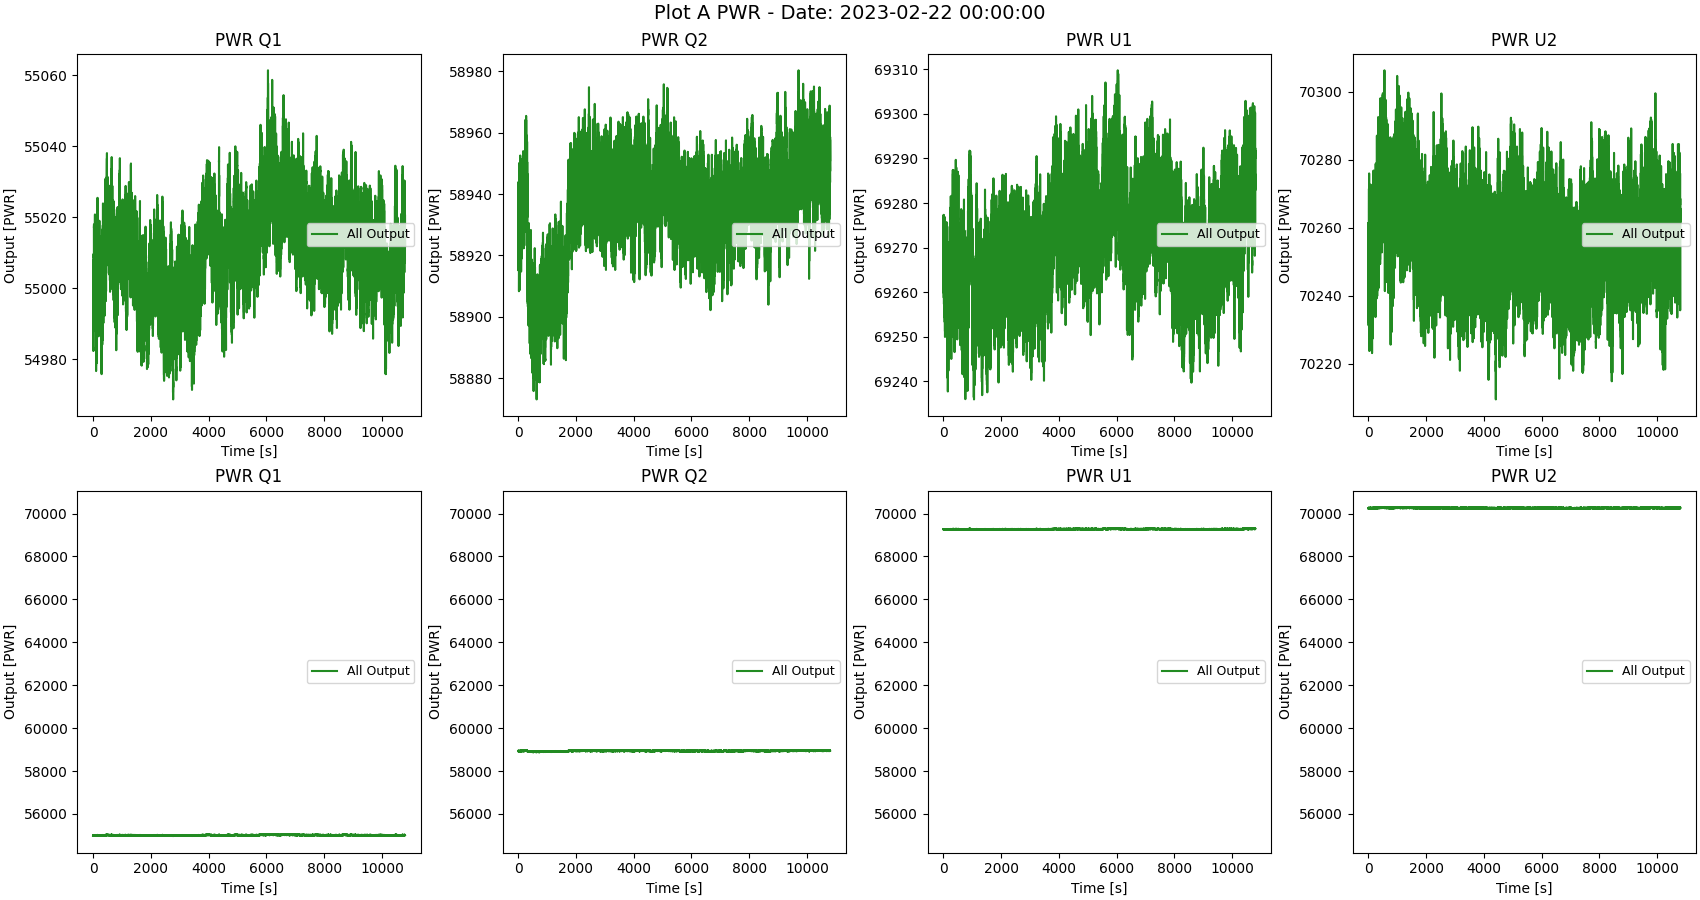 Plot A PWR - Date: 2023-02-22 00:00:00
PWR Q1
Output [PWR]
55060
55040
55020
55000
54980
All Output
0 2000 4000 6000 8000 10000
Time [s]
PWR Q2
Output [PWR]
58980
58960
58940
58920
58900
58880
All Output
0 2000 4000 6000 8000 10000
Time [s]
PWR U1
Output [PWR]
69310
69300
69290
69280
69270
69260
69250
69240
All Output
0 2000 4000 6000 8000 10000
Time [s]
PWR U2
Output [PWR]
70300
70280
70260
70240
70220
All Output
0 2000 4000 6000 8000 10000
Time [s]
PWR Q1
Output [PWR]
70000
68000
66000
64000
62000
60000
58000
56000
All Output
0 2000 4000 6000 8000 10000
Time [s]
PWR Q2
Output [PWR]
70000
68000
66000
64000
62000
60000
58000
56000
All Output
0 2000 4000 6000 8000 10000
Time [s]
PWR U1
Output [PWR]
70000
68000
66000
64000
62000
60000
58000
56000
All Output
0 2000 4000 6000 8000 10000
Time [s]
PWR U2
Output [PWR]
70000
68000
66000
64000
62000
60000
58000
56000
All Output
0 2000 4000 6000 8000 10000
Time [s]